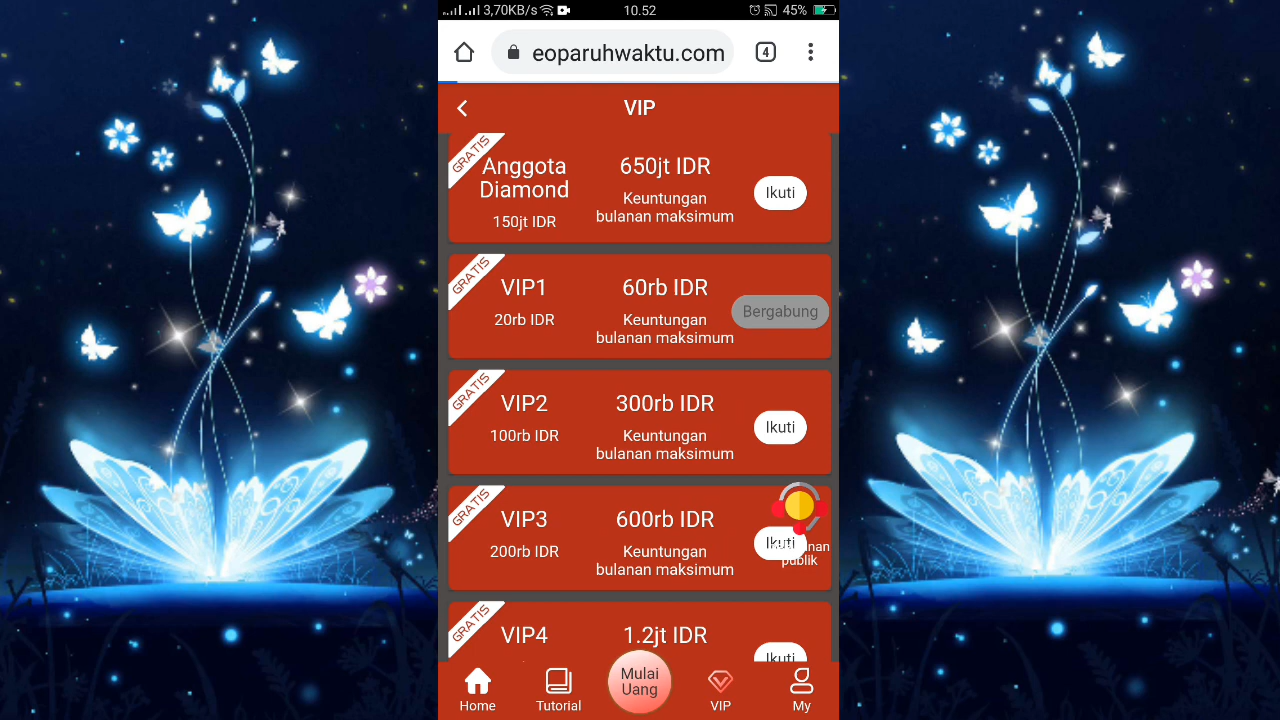 3,70KB/s
10.52
45%
eoparuhwaktu.com
4
VIP
GRATIS
Anggota
Diamond
150jt IDR
650jt IDR
Keuntungan
bulanan maksimum
Ikuti
GRATIS
VIP1
20rb IDR
60rb IDR
Keuntungan
bulanan maksimum
Bergabung
GRATIS
VIP2
100rb IDR
300rb IDR
Keuntungan
bulanan maksimum
Ikuti
GRATIS
VIP3
200rb IDR
600rb IDR
Keuntungan
bulanan maksimum
Ikuti
publik
GRATIS
VIP4
1.2jt IDR
Ikuti
Home
Tutorial
Mulai
Uang
VIP
My